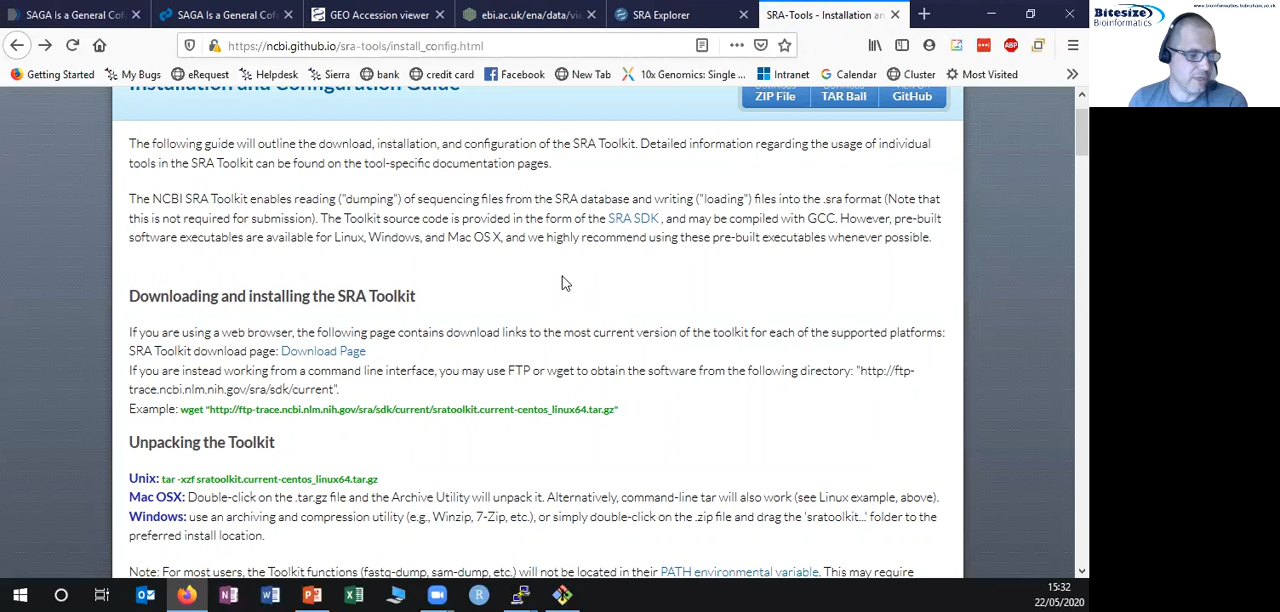 SAGA Is a General Cof
SAGA Is a General Cof
GEO Accession viewer
ebi.ac.uk/ena/data/vie
SRA Explorer
SRA-Tools - Installation an
https://ncbi.github.io/sra-tools/install_config.html
Getting Started
My Bugs
eRequest
Helpdesk
Sierra
bank
credit card
Facebook
New Tab
10x Genomics: Single ...
Intranet
Calendar
Cluster
Most Visited
Installation and Configuration Guide
ZIP File
TAR Ball
GitHub
The following guide will outline the download, installation, and configuration of the SRA Toolkit. Detailed information regarding the usage of individual
tools in the SRA Toolkit can be found on the tool-specific documentation pages.
The NCBI SRA Toolkit enables reading ("dumping") of sequencing files from the SRA database and writing ("loading") files into the .sra format (Note that
this is not required for submission). The Toolkit source code is provided in the form of the SRA SDK , and may be compiled with GCC. However, pre-built
software executables are available for Linux, Windows, and Mac OS X, and we highly recommend using these pre-built executables whenever possible.
Downloading and installing the SRA Toolkit
If you are using a web browser, the following page contains download links to the most current version of the toolkit for each of the supported platforms:
SRA Toolkit download page: Download Page
If you are instead working from a command line interface, you may use FTP or wget to obtain the software from the following directory: "http://ftp-
trace.ncbi.nlm.nih.gov/sra/sdk/current".
Example: wget "http://ftp-trace.ncbi.nlm.nih.gov/sra/sdk/current/sratoolkit.current-centos_linux64.tar.gz"
Unpacking the Toolkit
Unix: tar -xzf sratoolkit.current-centos_linux64.tar.gz
Mac OSX: Double-click on the .tar.gz file and the Archive Utility will unpack it. Alternatively, command-line tar will also work (see Linux example, above).
Windows: use an archiving and compression utility (e.g., Winzip, 7-Zip, etc.), or simply double-click on the .zip file and drag the 'sratoolkit...' folder to the
preferred install location.
Note: For most users, the Toolkit functions (fastq-dump, sam-dump, etc.) will not be located in their PATH environmental variable. This may require
15:32
22/05/2020
Bitesize
Bioinformatics
ABP